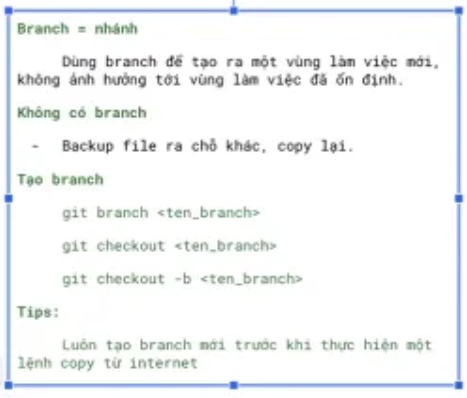 Branch = nhánh
Dùng branch để tạo ra một vùng làm việc mới,
không ảnh hưởng tới vùng làm việc đã ổn định.
Không có branch
- Backup file ra chỗ khác, copy lại.
Tạo branch
git branch <ten_branch>
git checkout <ten_branch>
git checkout -b <ten_branch>
Tips:
Luôn tạo branch mới trước khi thực hiện một
lệnh copy từ internet